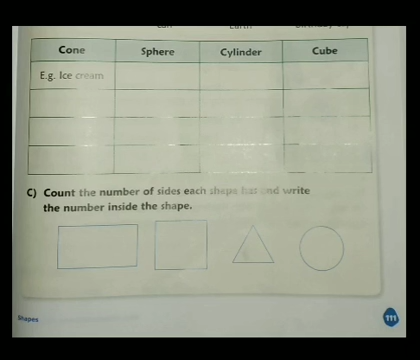 Cone Sphere Cylinder Cube
E.g. Ice cream
C) Count the number of sides each shape has and write
the number inside the shape.
Shapes
111